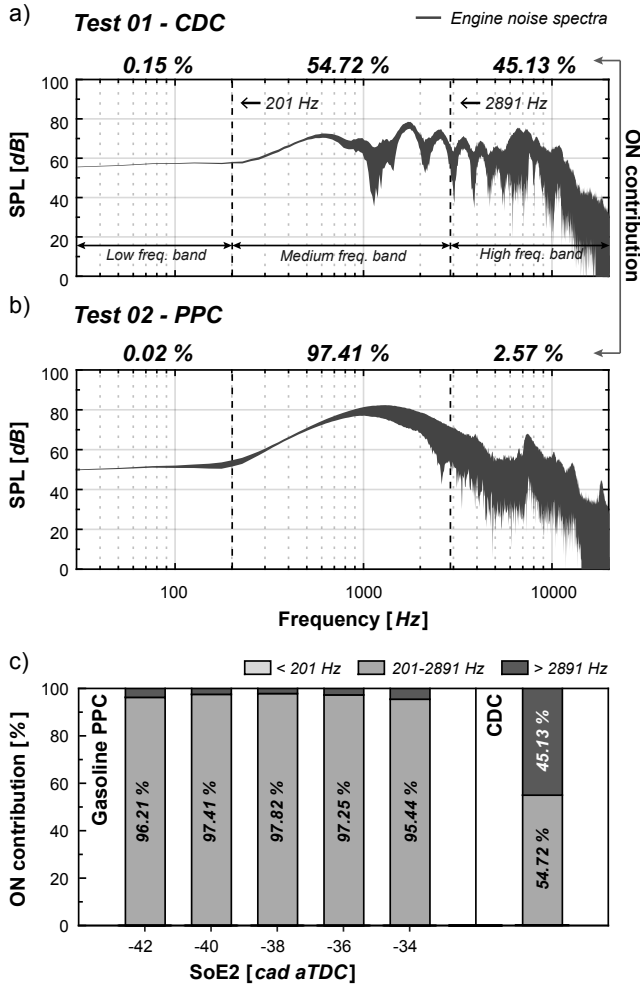 a)
Test 01 - CDC
Engine noise spectra
0.15 %
54.72 %
45.13 %
100
80
60
40
20
0
SPL [dB]
201 Hz
2891 Hz
Low freq. band
Medium freq. band
High freq. band
ON contribution
b)
Test 02 - PPC
0.02 %
97.41 %
2.57 %
100
80
60
40
20
0
SPL [dB]
100
1000
10000
Frequency [Hz]
c)
< 201 Hz
201-2891 Hz
> 2891 Hz
100
80
60
40
20
0
ON contribution [%]
Gasoline PPC
96.21 %
97.41 %
97.82 %
97.25 %
95.44 %
CDC
45.13 %
54.72 %
-42
-40
-38
-36
-34
SoE2 [cad aTDC]